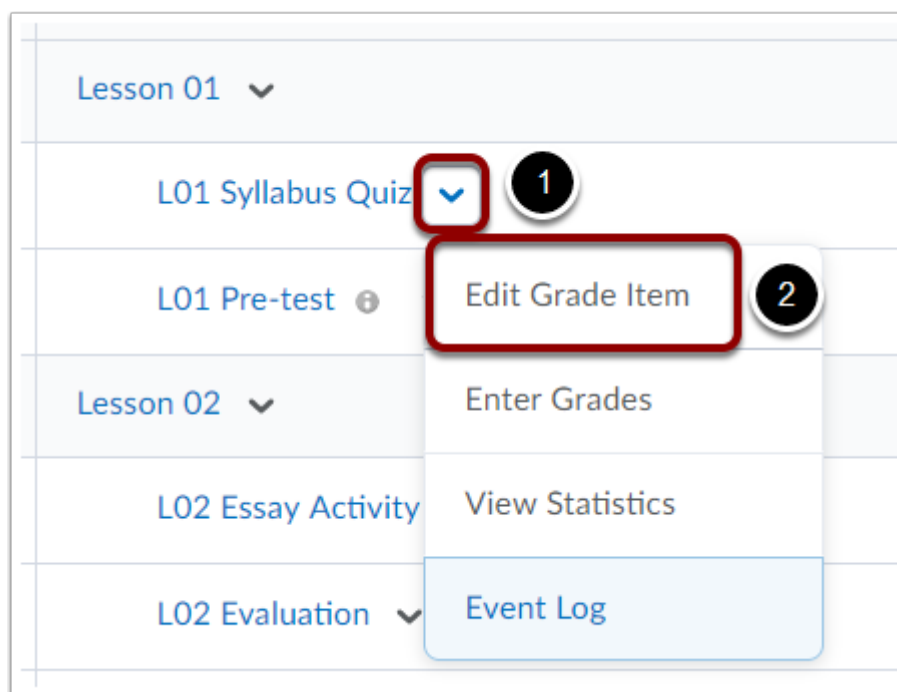 Lesson 01
L01 Syllabus Quiz
1
Edit Grade Item
2
L01 Pre-test
Enter Grades
Lesson 02
View Statistics
L02 Essay Activity
Event Log
L02 Evaluation